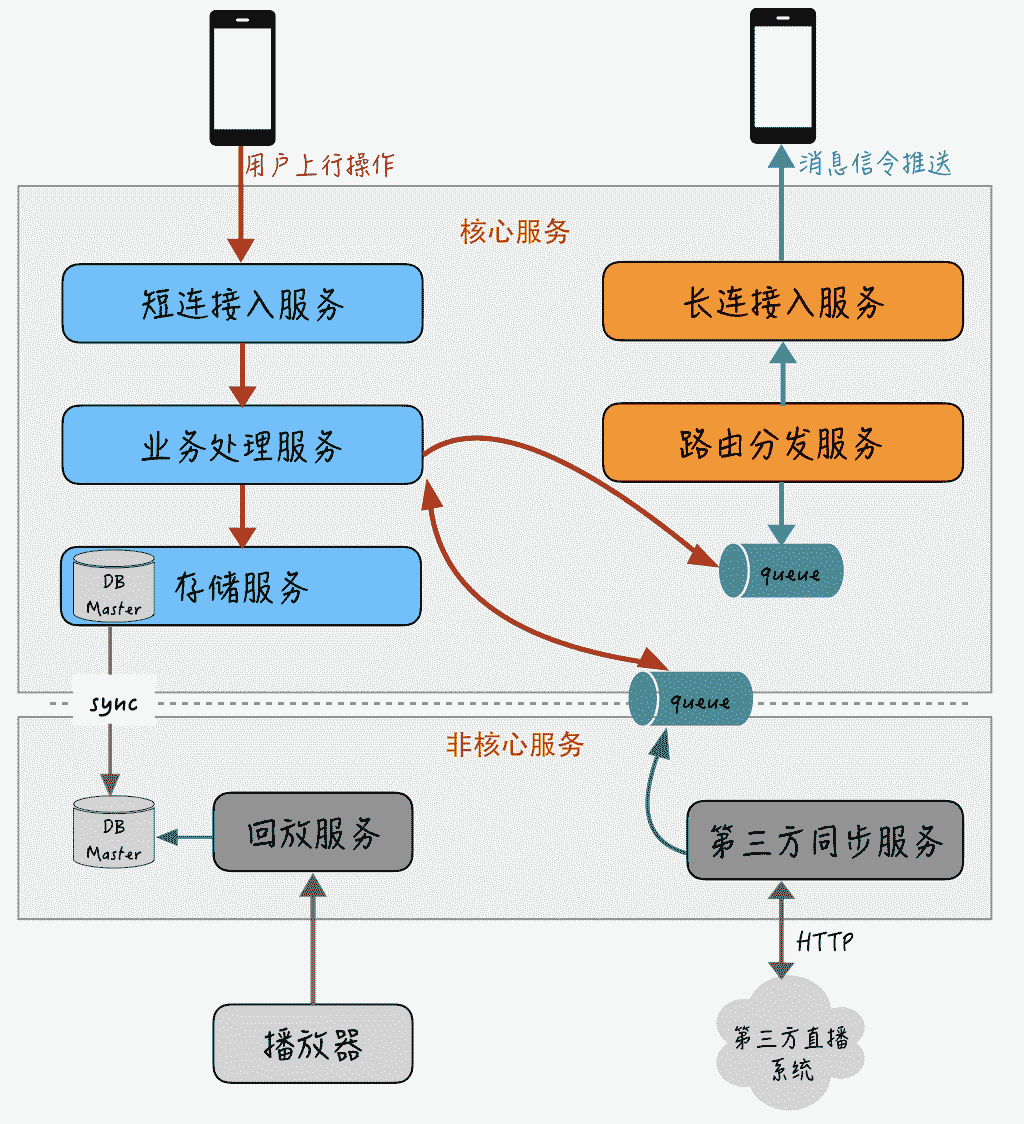 用户上行操作
消息信令推送
核心服务
短连接入服务
长连接入服务
业务处理服务
路由分发服务
DB
Master
存储服务
queue
sync
queue
非核心服务
DB
Master
回放服务
第三方同步服务
HTTP
播放器
第三方直播
系统